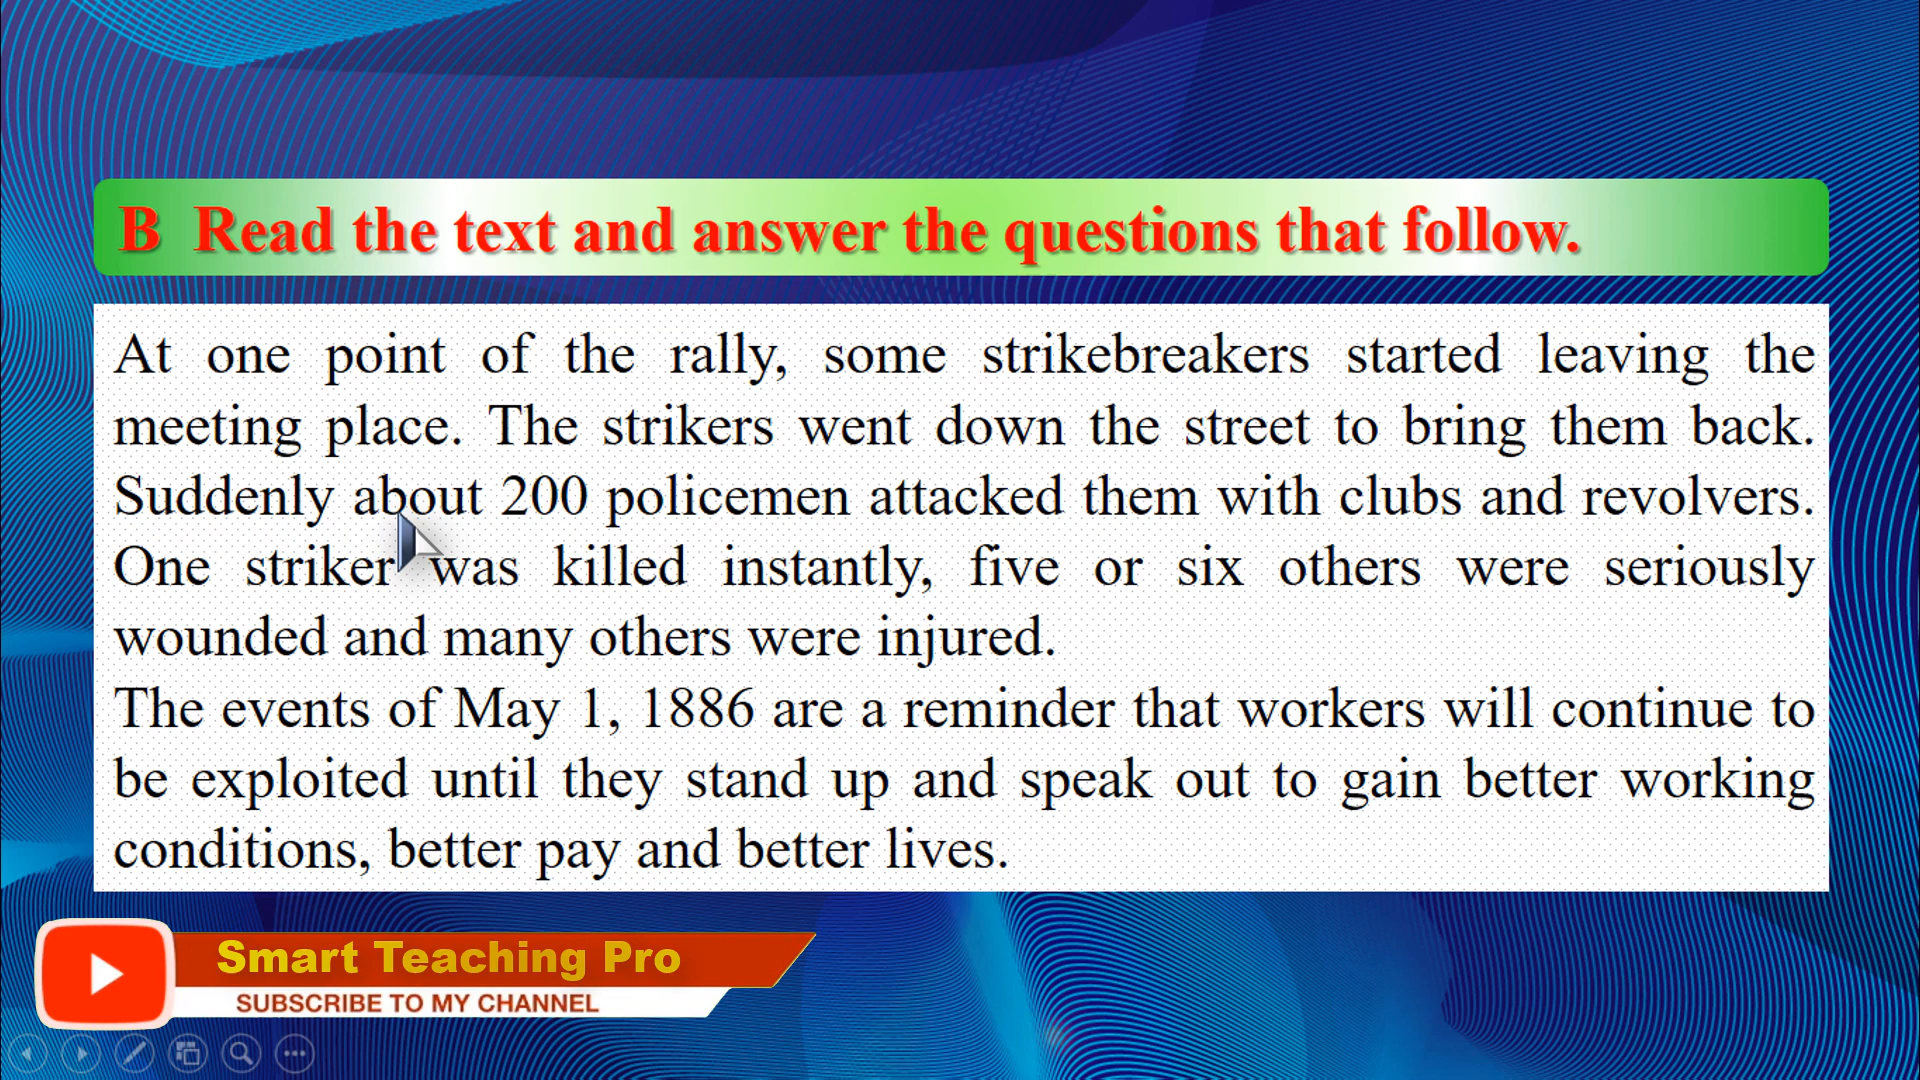 B Read the text and answer the questions that follow.
At one point of the rally, some strikebreakers started leaving the
meeting place. The strikers went down the street to bring them back.
Suddenly about 200 policemen attacked them with clubs and revolvers.
One striker was killed instantly, five or six others were seriously
wounded and many others were injured.
The events of May 1, 1886 are a reminder that workers will continue to
be exploited until they stand up and speak out to gain better working
conditions, better pay and better lives.
Smart Teaching Pro
SUBSCRIBE TO MY CHANNEL